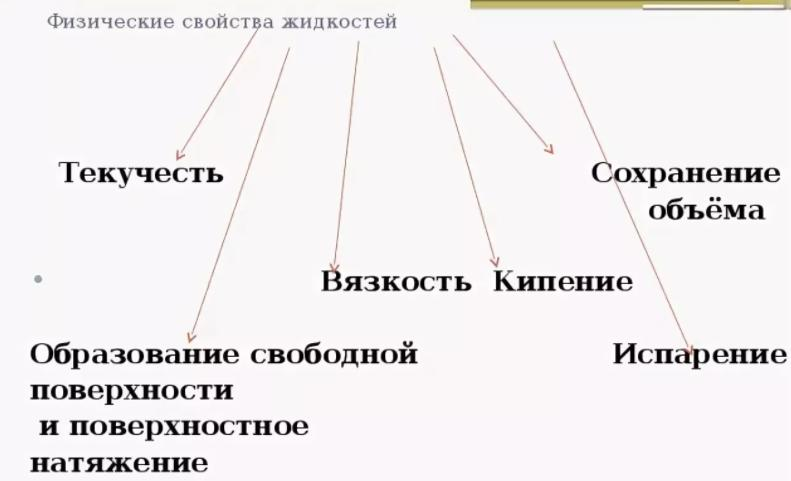 Физические свойства жидкостей
Текучесть
Сохранение
объёма
Вязкость Кипение
Образование свободной
поверхности
и поверхностное
натяжение
Испарение